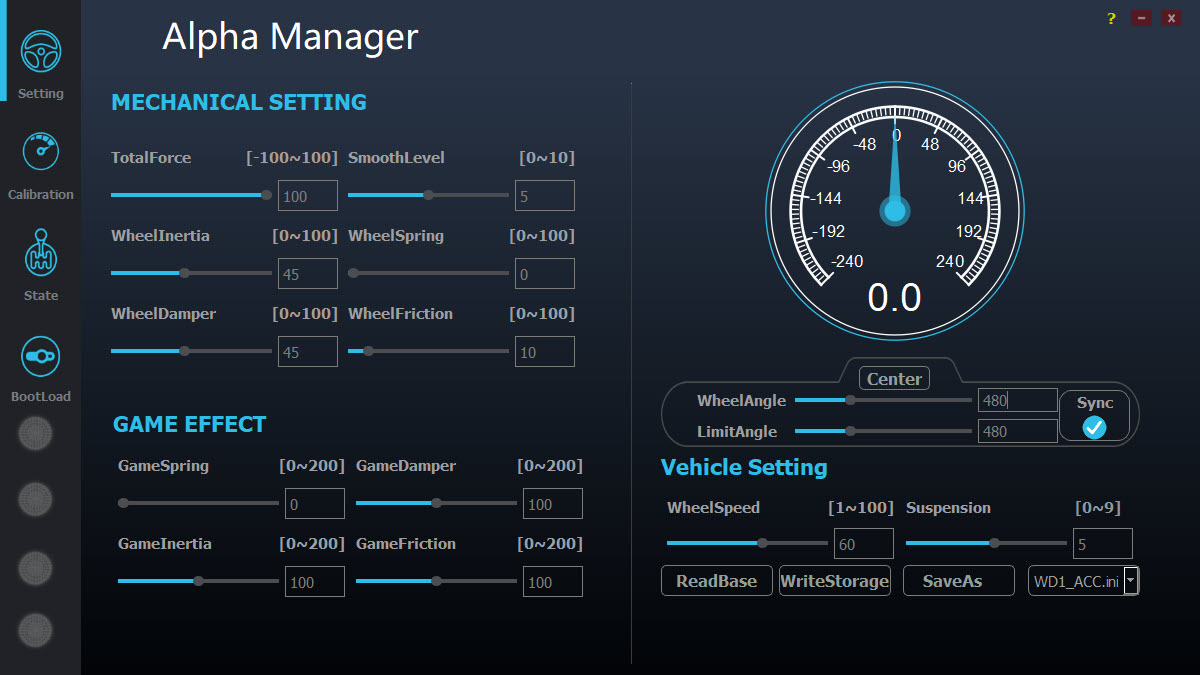 ?
Alpha Manager
Setting
Calibration
State
BootLoad
MECHANICAL SETTING
TotalForce [-100~100] SmoothLevel [0~10]
100 5
WheelInertia [0~100] WheelSpring [0~100]
45 0
WheelDamper [0~100] WheelFriction [0~100]
45 10
GAME EFFECT
GameSpring [0~200] GameDamper [0~200]
0 100
GameInertia [0~200] GameFriction [0~200]
100 100
0
-48 48
-96 96
-144 144
-192 192
-240 240
0.0
Center
WheelAngle 480
LimitAngle 480
Sync
Vehicle Setting
WheelSpeed [1~100] Suspension [0~9]
60 5
ReadBase WriteStorage SaveAs WD1_ACC.ini